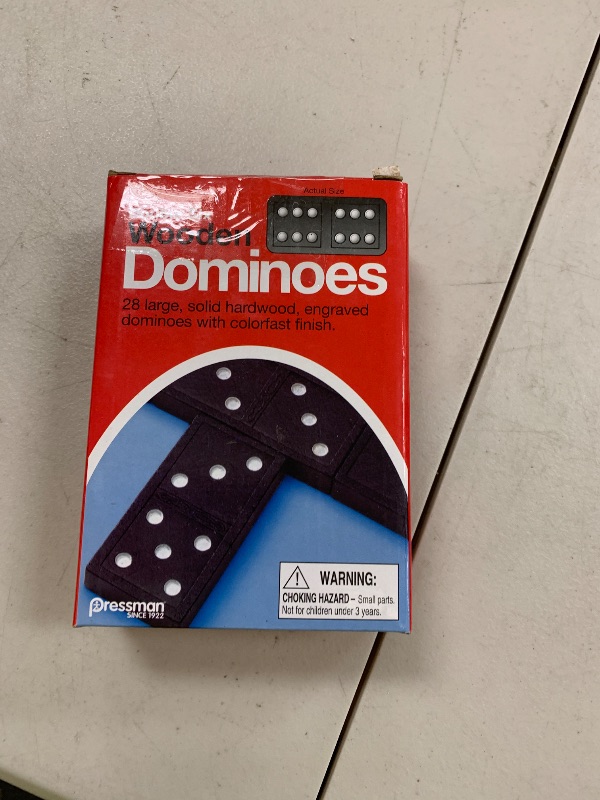 Actual Size
Wooden
Dominoes
28 large, solid hardwood, engraved
dominoes with colorfast finish.
WARNING:
CHOKING HAZARD – Small parts.
Not for children under 3 years.
Pressman
SINCE 1922